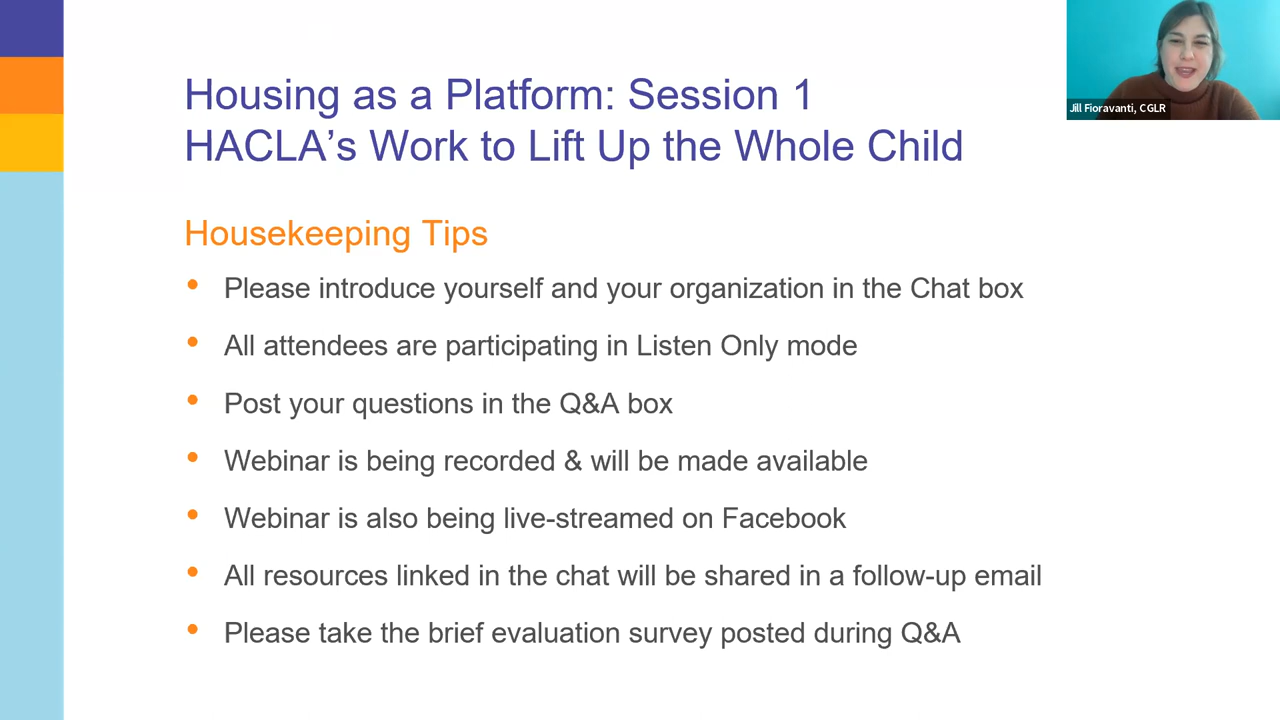 Housing as a Platform: Session 1
HACLA's Work to Lift Up the Whole Child
Jill Fioravanti, CGLR
Housekeeping Tips
• Please introduce yourself and your organization in the Chat box
• All attendees are participating in Listen Only mode
• Post your questions in the Q&A box
• Webinar is being recorded & will be made available
• Webinar is also being live-streamed on Facebook
• All resources linked in the chat will be shared in a follow-up email
• Please take the brief evaluation survey posted during Q&A